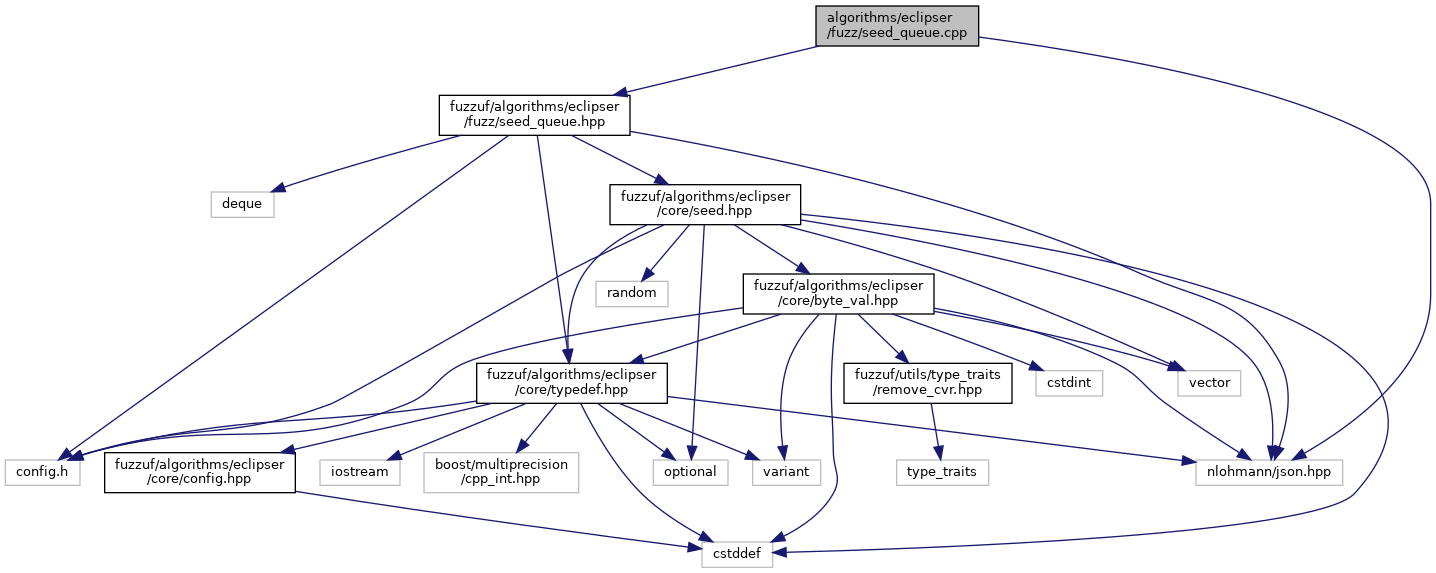 algorithms/eclipser
/fuzz/seed_queue.cpp
fuzzuf/algorithms/eclipser
/fuzz/seed_queue.hpp
deque
fuzzuf/algorithms/eclipser
/core/seed.hpp
random
fuzzuf/algorithms/eclipser
/core/byte_val.hpp
fuzzuf/algorithms/eclipser
/core/typedef.hpp
fuzzuf/utils/type_traits
/remove_cvr.hpp
cstdint
vector
config.h
fuzzuf/algorithms/eclipser
/core/config.hpp
iostream
boost/multiprecision
/cpp_int.hpp
optional
variant
type_traits
nlohmann/json.hpp
cstddef